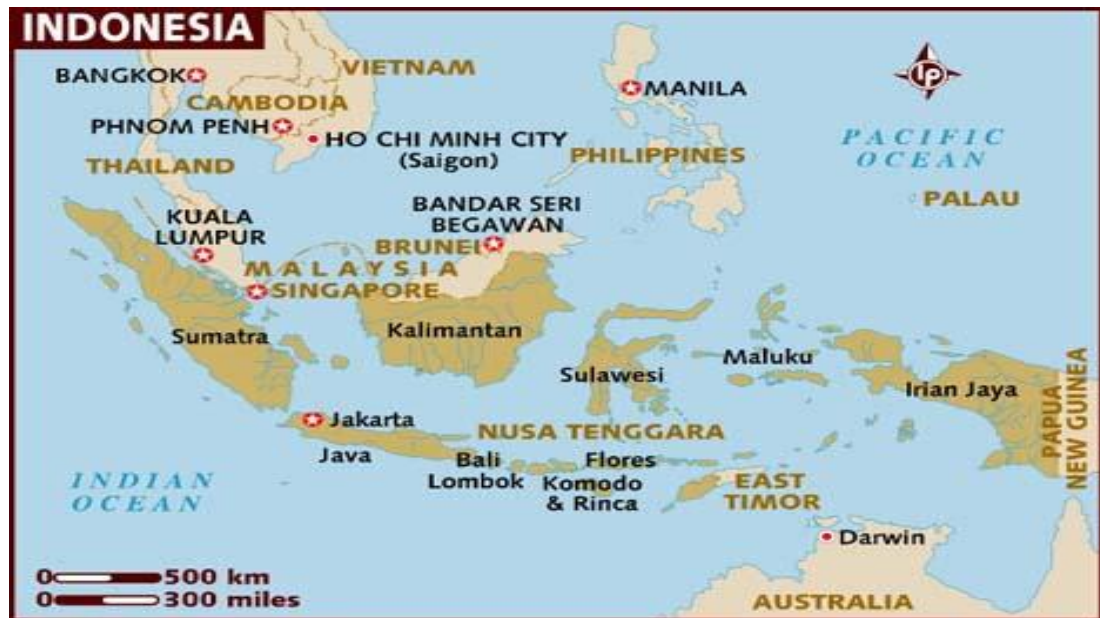 INDONESIA
BANGKOK
VIETNAM
MANILA
lp
CAMBODIA
PHNOM PENH
HO CHI MINH CITY
(Saigon)
PACIFIC
OCEAN
THAILAND
PHILIPPINES
PALAU
KUALA
LUMPUR
BANDAR SERI
BEGAWAN
BRUNEI
MALAYSIA
SINGAPORE
Sumatra
Kalimantan
Sulawesi
Maluku
Irian Jaya
PAPUA
NEW GUINEA
Jakarta
Java
NUSA TENGGARA
Bali
Lombok
Flores
Komodo
& Rinca
EAST
TIMOR
INDIAN
OCEAN
Darwin
0 500 km
0 300 miles
AUSTRALIA